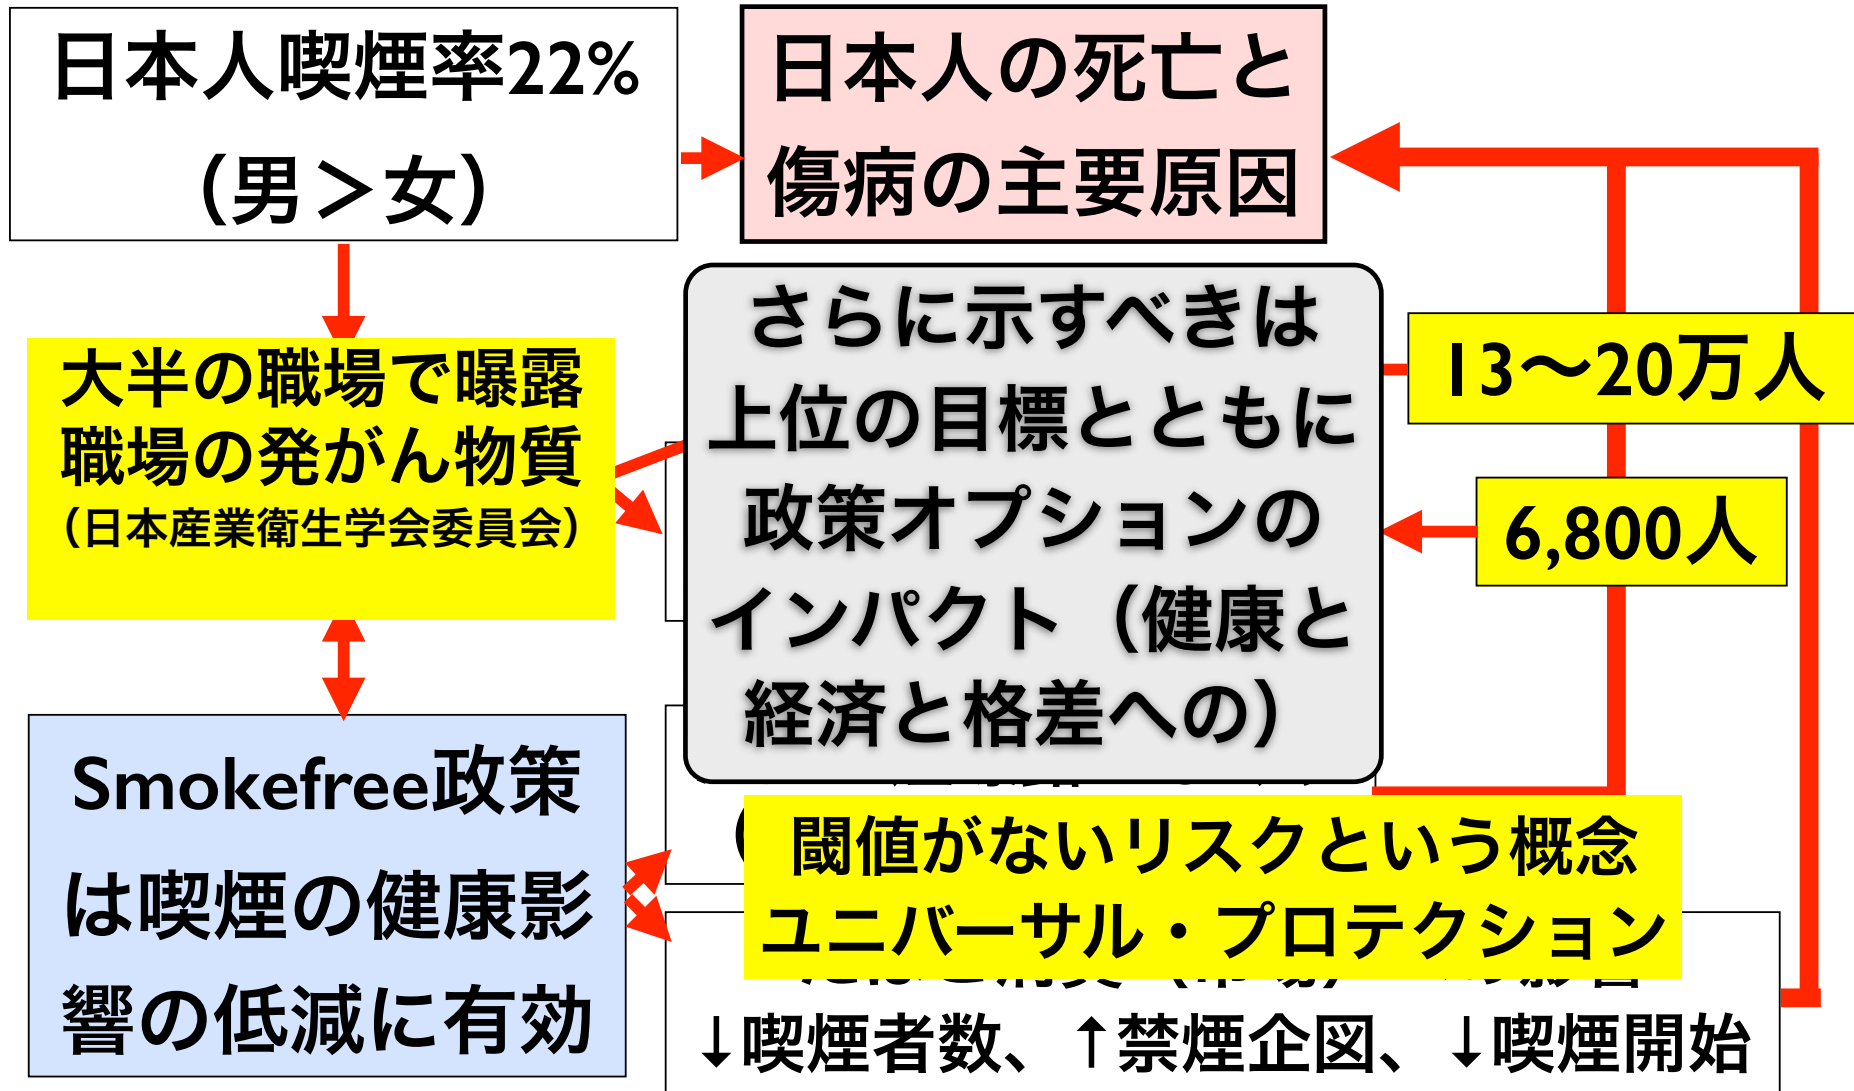 日本人喫煙率22%
（男＞女）
日本人の死亡と
傷病の主要原因
大半の職場で曝露
職場の発がん物質
（日本産業衛生学会委員会）
さらに示すべきは
上位の目標とともに
政策オプションの
インパクト（健康と
経済と格差への）
13〜20万人
6,800人
Smokefree政策
は喫煙の健康影
響の低減に有効
閾値がないリスクという概念
ユニバーサル・プロテクション
↓喫煙者数、↑禁煙企図、↓喫煙開始